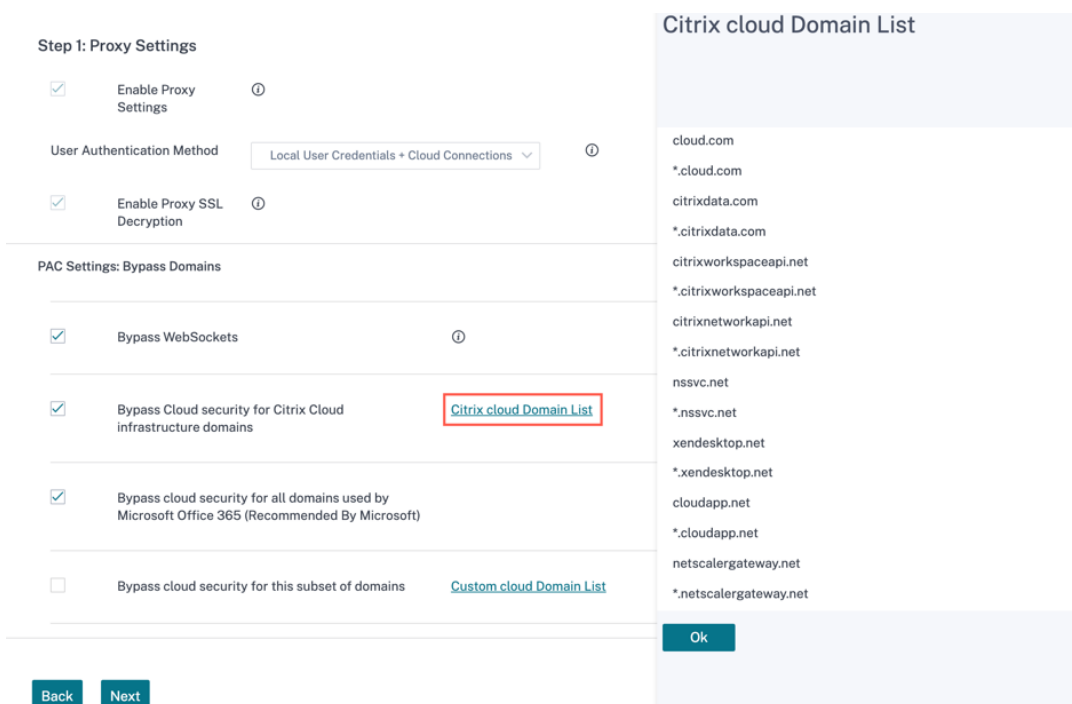 Step 1: Proxy Settings
Enable Proxy
Settings
User Authentication Method
Local User Credentials + Cloud Connections
Enable Proxy SSL
Decryption
PAC Settings: Bypass Domains
Bypass WebSockets
Bypass Cloud security for Citrix Cloud
infrastructure domains
Citrix cloud Domain List
Bypass cloud security for all domains used by
Microsoft Office 365 (Recommended By Microsoft)
Bypass cloud security for this subset of domains
Custom cloud Domain List
Back
Next
Citrix cloud Domain List
cloud.com
*.cloud.com
citrixdata.com
*.citrixdata.com
citrixworkspaceapi.net
*.citrixworkspaceapi.net
citrixnetworkapi.net
*.citrixnetworkapi.net
nssvc.net
*.nssvc.net
xendesktop.net
*.xendesktop.net
cloudapp.net
*.cloudapp.net
netscalergateway.net
*.netscalergateway.net
Ok